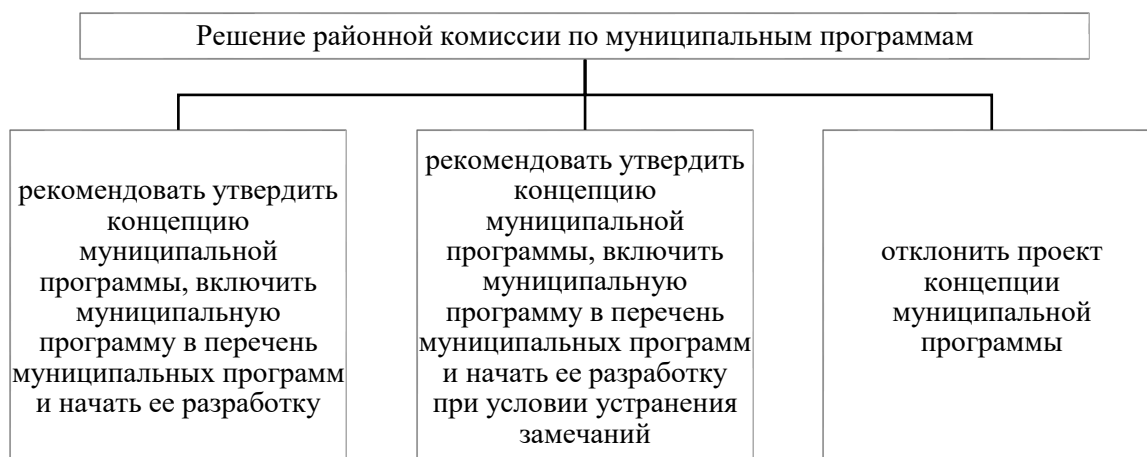 Решение районной комиссии по муниципальным программам
рекомендовать утвердить
концепцию
муниципальной
программы, включить
муниципальную
программу в перечень
муниципальных программ
и начать ее разработку
рекомендовать утвердить
концепцию
муниципальной
программы, включить
муниципальную
программу в перечень
муниципальных программ
и начать ее разработку
при условии устранения
замечаний
отклонить проект
концепции
муниципальной
программы